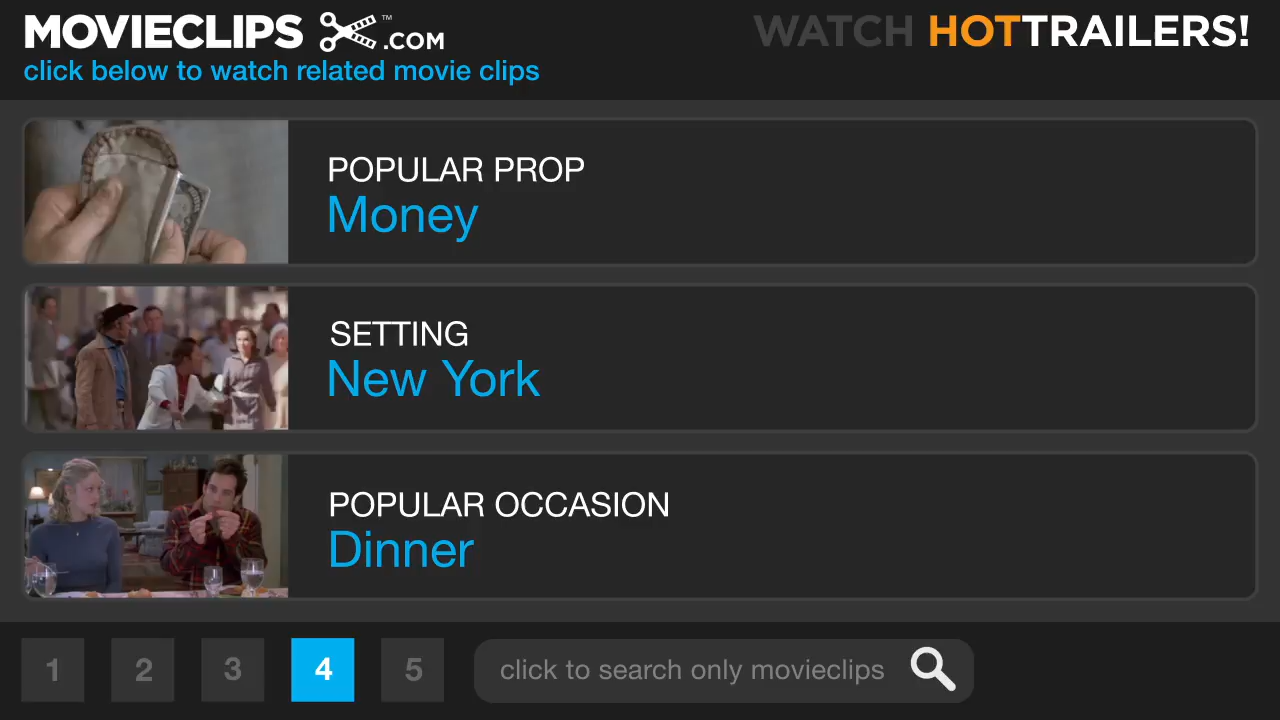 MOVIECLIPS ™ .COM
WATCH HOTTRAILERS!
click below to watch related movie clips
POPULAR PROP
Money
SETTING
New York
POPULAR OCCASION
Dinner
1 2 3 4 5 click to search only movieclips